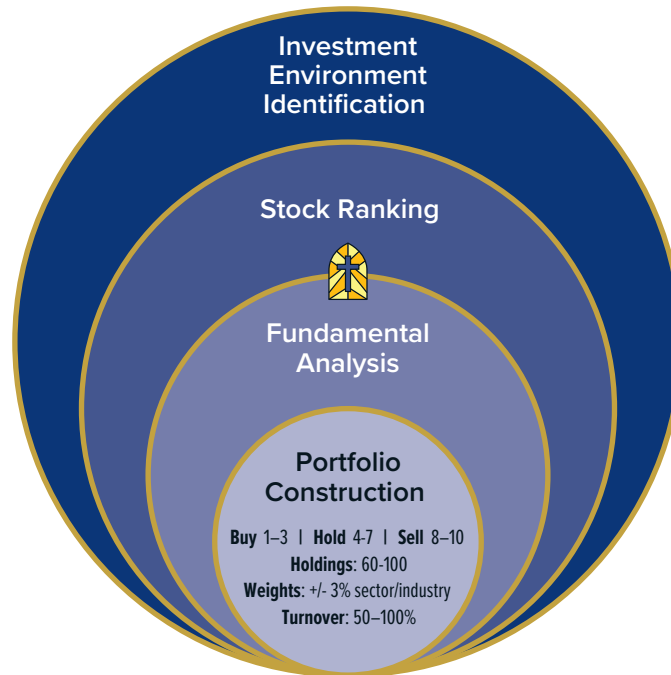 Investment
Environment
Identification
Stock Ranking
Fundamental
Analysis
Portfolio
Construction
Buy 1–3 | Hold 4-7 | Sell 8–10
Holdings: 60-100
Weights: +/- 3% sector/industry
Turnover: 50–100%